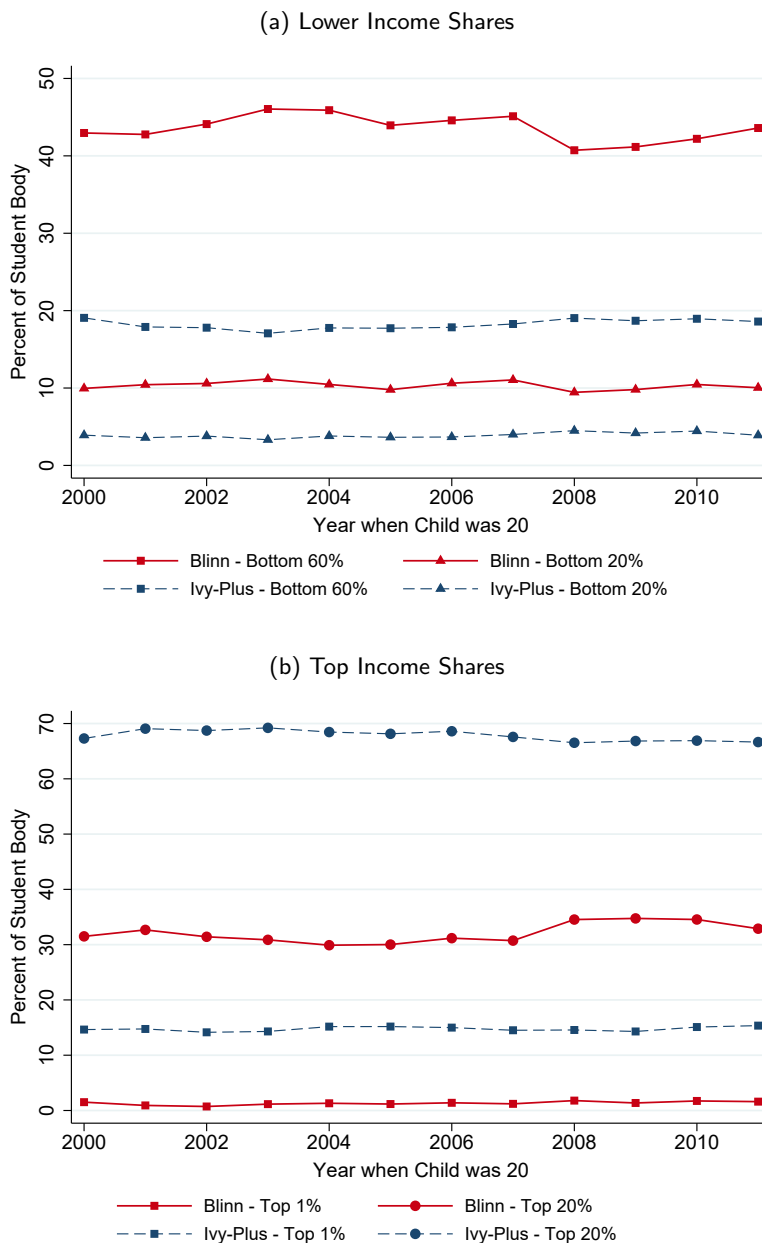 (a) Lower Income Shares
Percent of Student Body
50
40
30
20
10
0
2000 2002 2004 2006 2008 2010
Year when Child was 20
Blinn - Bottom 60% Blinn - Bottom 20%
Ivy-Plus - Bottom 60% Ivy-Plus - Bottom 20%
(b) Top Income Shares
Percent of Student Body
70
60
50
40
30
20
10
0
2000 2002 2004 2006 2008 2010
Year when Child was 20
Blinn - Top 1% Blinn - Top 20%
Ivy-Plus - Top 1% Ivy-Plus - Top 20%